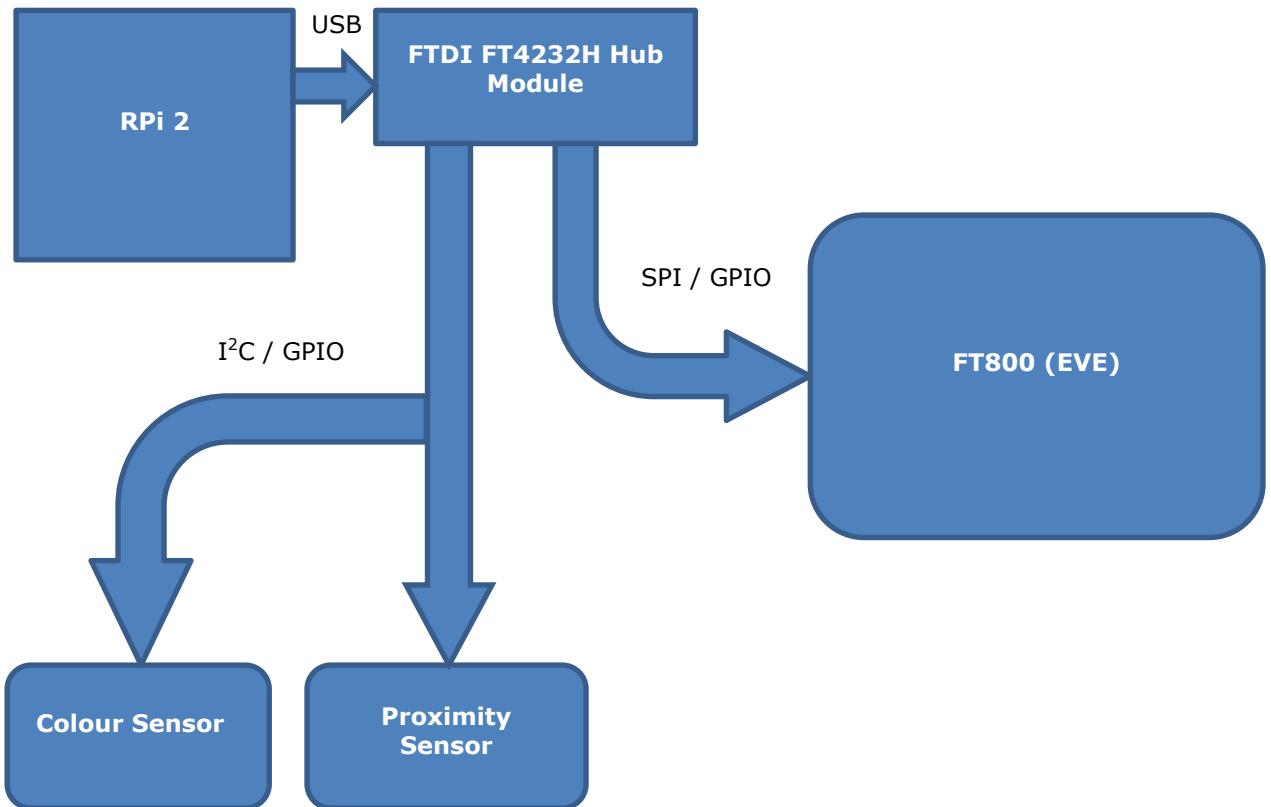 USB
FTDI FT4232H Hub
Module
RPi 2
SPI / GPIO
I²C / GPIO
FT800 (EVE)
Colour Sensor
Proximity
Sensor